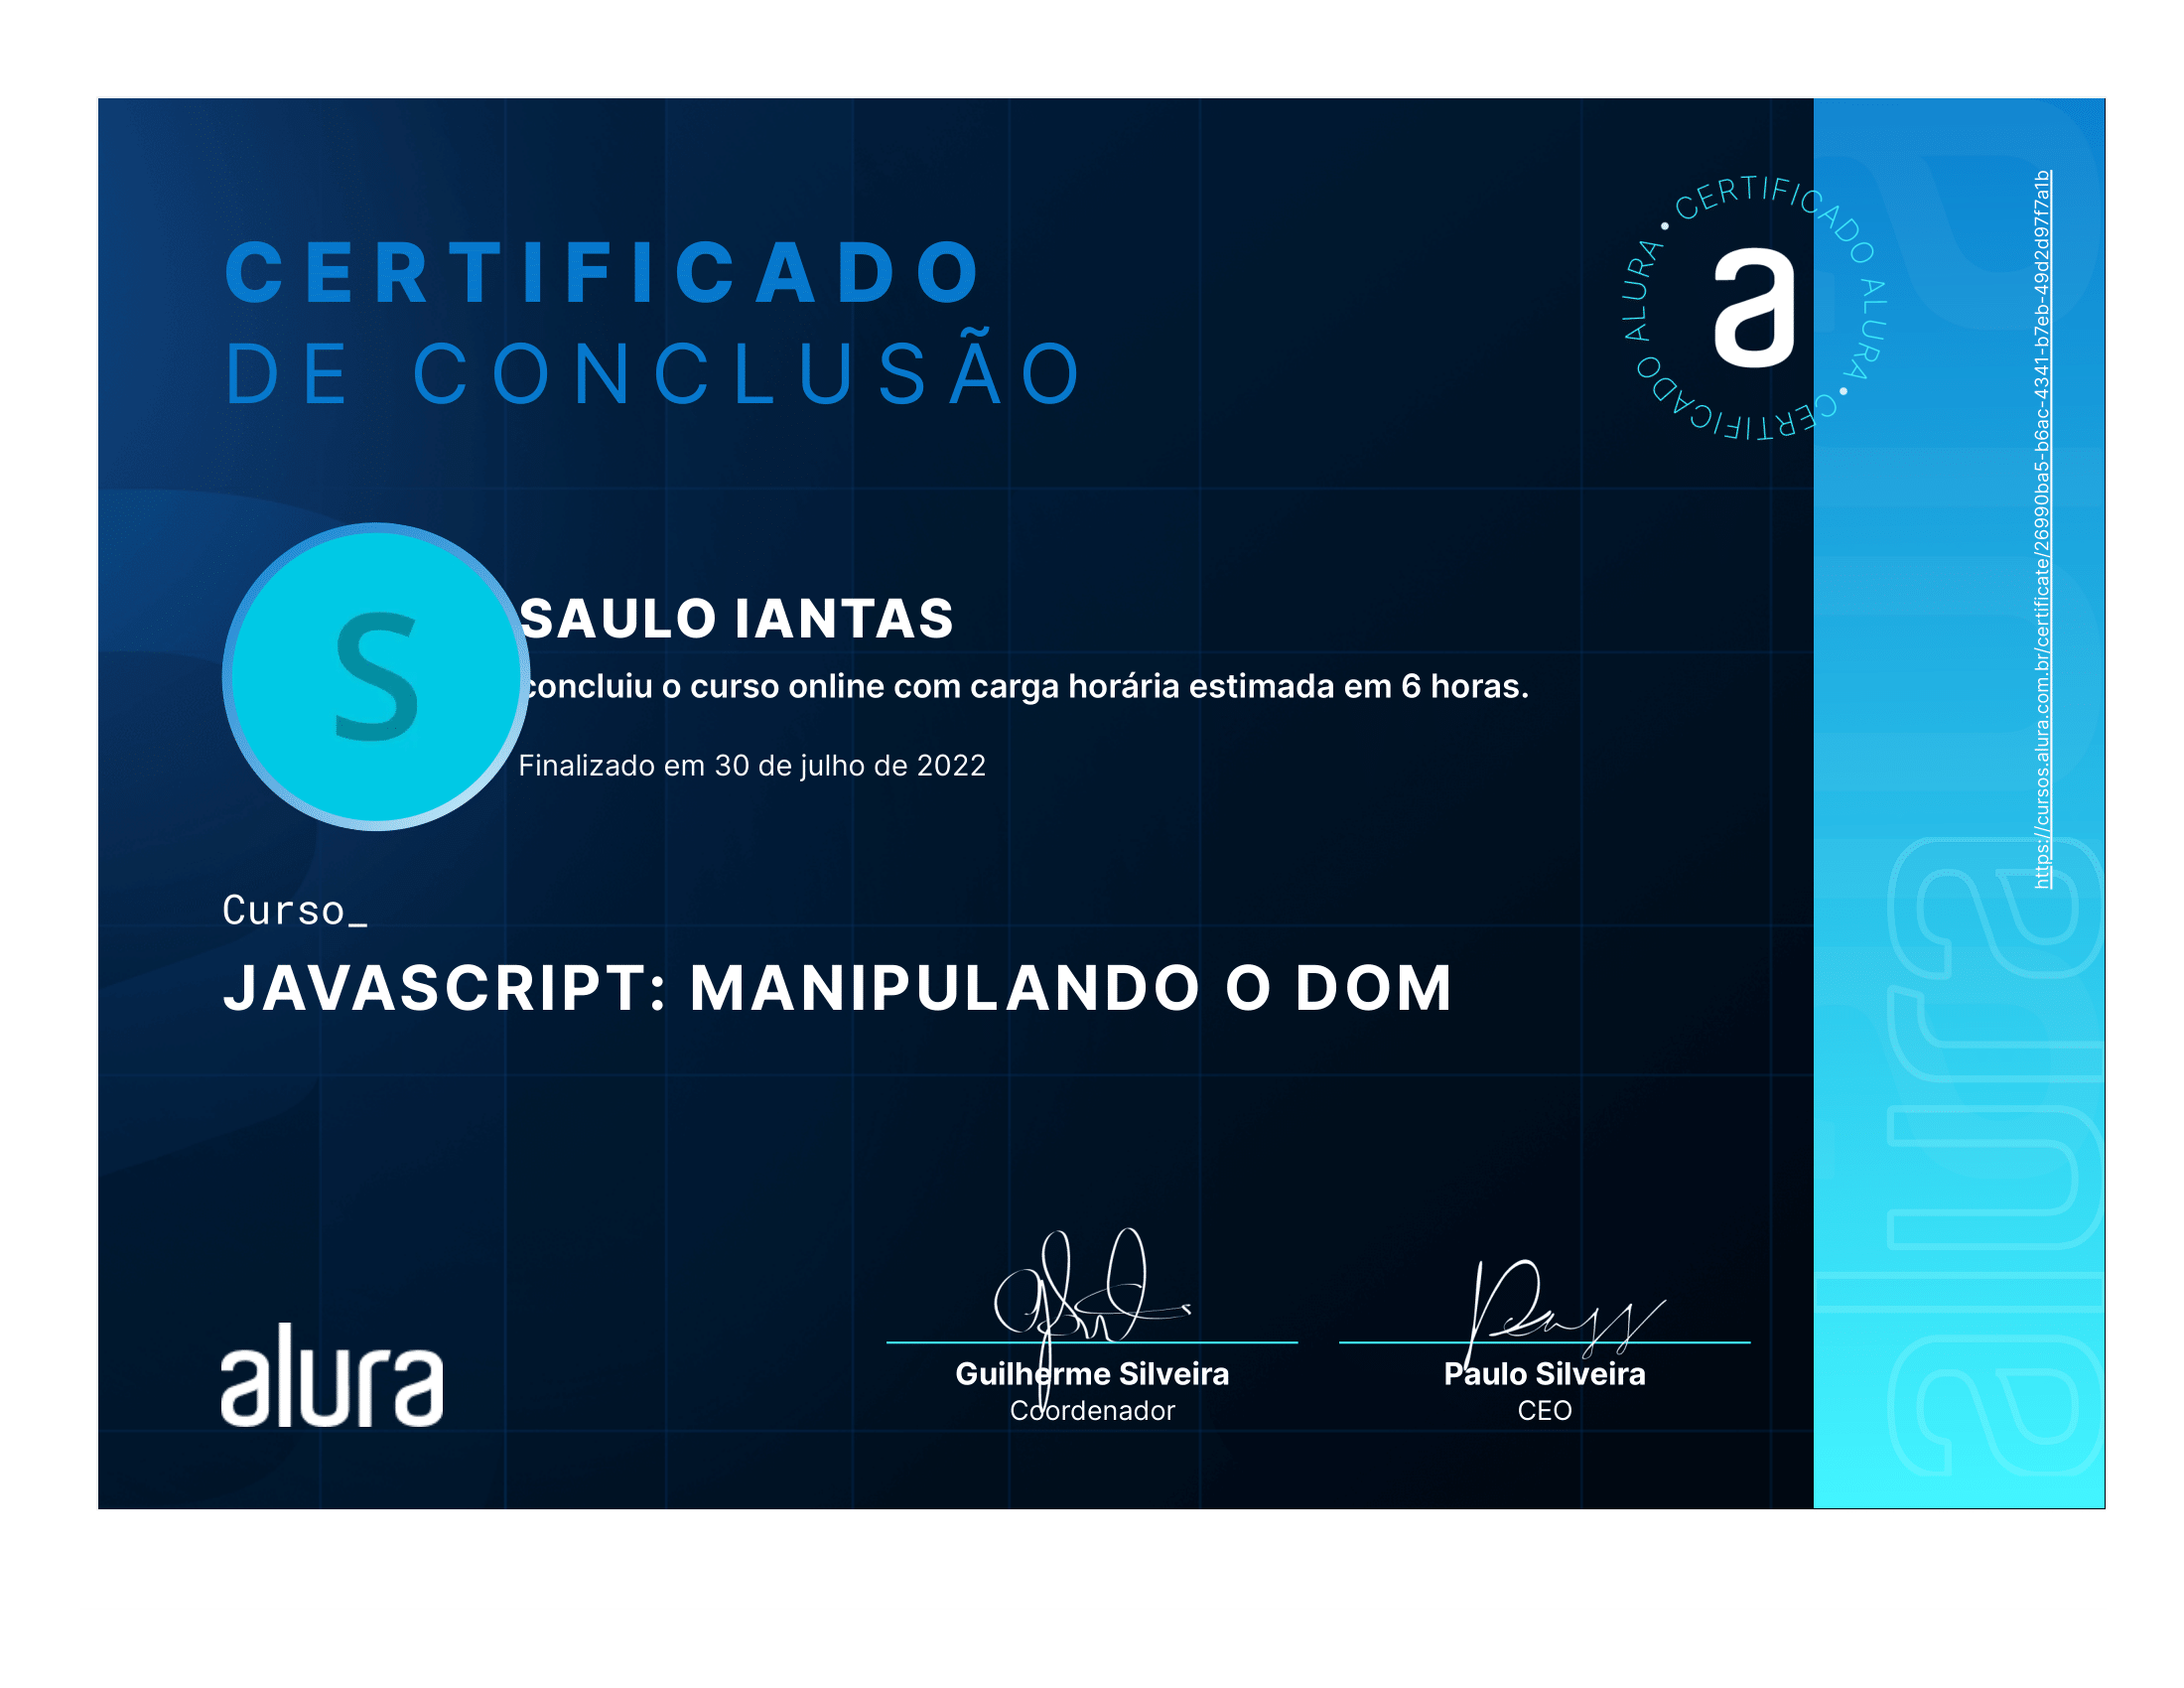 CERTIFICADO
DE CONCLUSÃO
CERTIFICADO ALURA • CERTIFICADO ALURA •
a
S
SAULO IANTAS
concluiu o curso online com carga horária estimada em 6 horas.
Finalizado em 30 de julho de 2022
Curso_
JAVASCRIPT: MANIPULANDO O DOM
alura
Guilherme Silveira
Coordenador
Paulo Silveira
CEO
https://cursos.alura.com.br/certificate/26990ba5-b6ac-4341-b7eb-49d2d97f7a1b
alura